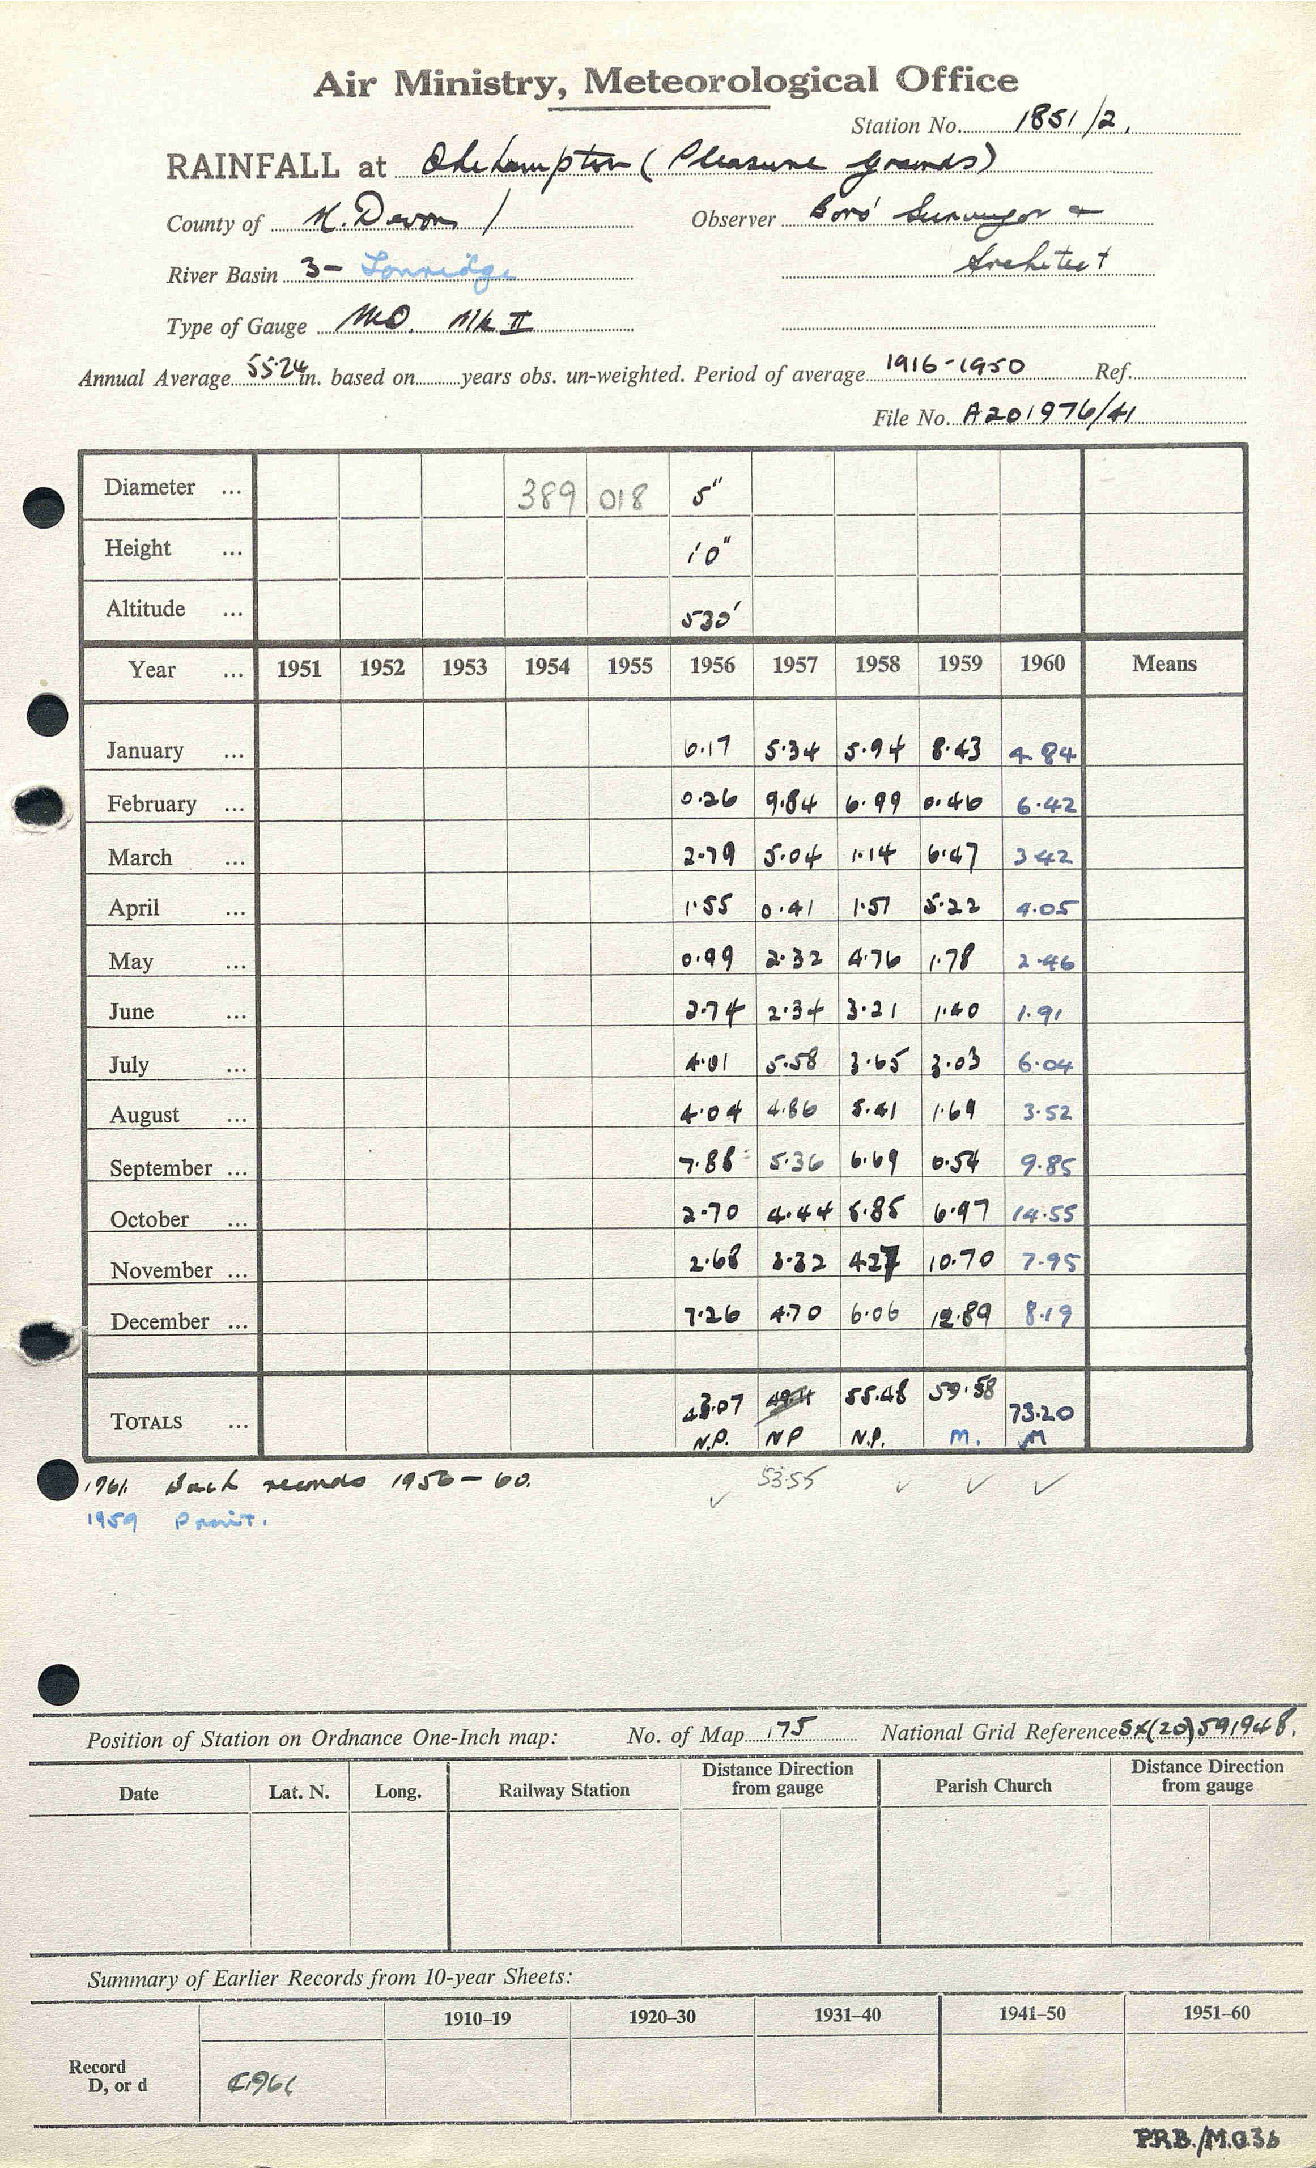 Air Ministry, Meteorological Office
Station No. 1851/2.
RAINFALL at Okehampton (Pleasure Grounds)
County of N. Devon / Observer Boro' Surveyor &
River Basin 3- Torridge Architect
Type of Gauge MO. Mk II
Annual Average 55.24 in. based on years obs. un-weighted. Period of average 1916-1950 Ref.
File No. A201976/41
Diameter ... 389 018 5"
Height ... 10"
Altitude ... 530'
Year ... 1951 1952 1953 1954 1955 1956 1957 1958 1959 1960 Means
January ... 6.17 5.34 5.94 8.43 4.84
February ... 0.26 9.84 6.99 0.46 6.42
March ... 2.79 5.04 1.14 6.47 3.42
April ... 1.55 0.41 1.51 5.22 4.05
May ... 0.99 2.32 4.76 1.78 2.46
June ... 2.74 2.34 3.21 1.40 1.91
July ... 4.01 5.58 3.65 3.03 6.04
August ... 4.04 4.86 5.41 1.69 3.52
September ... 7.88 5.36 6.69 0.54 9.85
October ... 2.70 4.44 5.85 6.97 14.55
November ... 2.68 3.32 4.27 10.70 7.95
December ... 7.26 4.70 6.06 12.89 8.19
TOTALS ... 43.07 55.48 59.58 73.20
N.P. NP N.P. M. M
1961. Back records 1956-60. 53.55
1959 Prait.
Position of Station on Ordnance One-Inch map: No. of Map 175 National Grid Reference SX(20)591948.
Date Lat. N. Long. Railway Station Distance Direction from gauge Parish Church Distance Direction from gauge
Summary of Earlier Records from 10-year Sheets:
1910–19 1920–30 1931–40 1941–50 1951–60
Record
D, or d
P.R.B./M.O.36